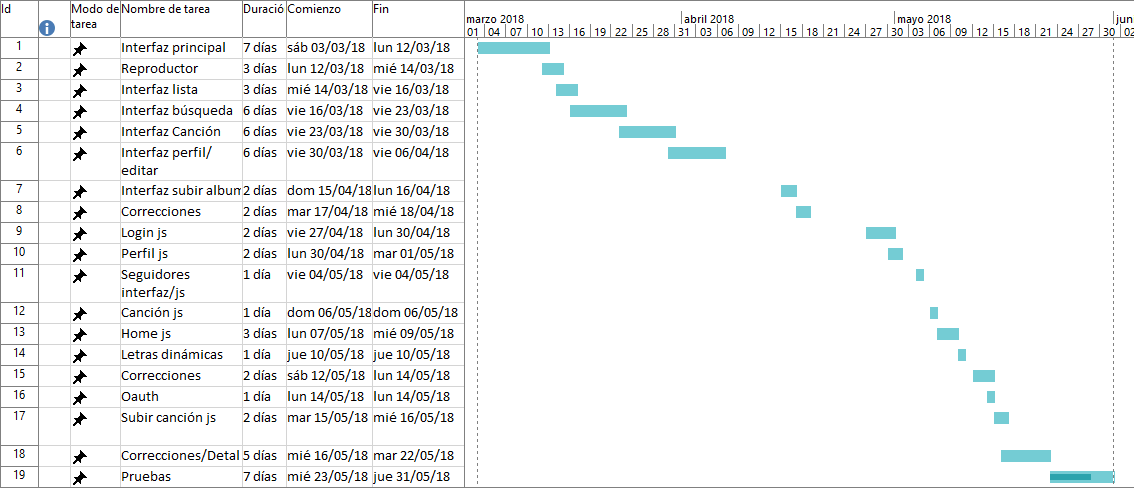 Id Modo de tarea Nombre de tarea Duració Comienzo Fin
marzo 2018 abril 2018 mayo 2018 jun
01 04 07 10 13 16 19 22 25 28 31 03 06 09 12 15 18 21 24 27 30 03 06 09 12 15 18 21 24 27 30 02
1 Interfaz principal 7 días sáb 03/03/18 lun 12/03/18
2 Reproductor 3 días lun 12/03/18 mié 14/03/18
3 Interfaz lista 3 días mié 14/03/18 vie 16/03/18
4 Interfaz búsqueda 6 días vie 16/03/18 vie 23/03/18
5 Interfaz Canción 6 días vie 23/03/18 vie 30/03/18
6 Interfaz perfil/ 6 días vie 30/03/18 vie 06/04/18
editar
7 Interfaz subir album 2 días dom 15/04/18 lun 16/04/18
8 Correcciones 2 días mar 17/04/18 mié 18/04/18
9 Login js 2 días vie 27/04/18 lun 30/04/18
10 Perfil js 2 días lun 30/04/18 mar 01/05/18
11 Seguidores 1 día vie 04/05/18 vie 04/05/18
interfaz/js
12 Canción js 1 día dom 06/05/18 dom 06/05/18
13 Home js 3 días lun 07/05/18 mié 09/05/18
14 Letras dinámicas 1 día jue 10/05/18 jue 10/05/18
15 Correcciones 2 días sáb 12/05/18 lun 14/05/18
16 Oauth 1 día lun 14/05/18 lun 14/05/18
17 Subir canción js 2 días mar 15/05/18 mié 16/05/18
18 Correcciones/Detal 5 días mié 16/05/18 mar 22/05/18
19 Pruebas 7 días mié 23/05/18 jue 31/05/18